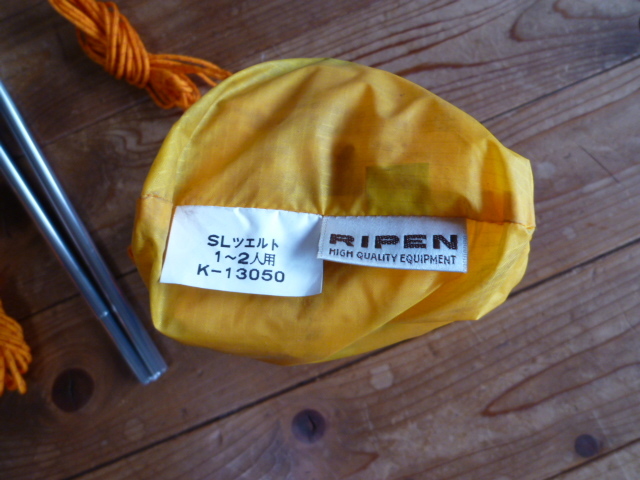 SLツエルト
1〜2人用
K-13050
RIPEN
HIGH QUALITY EQUIPMENT